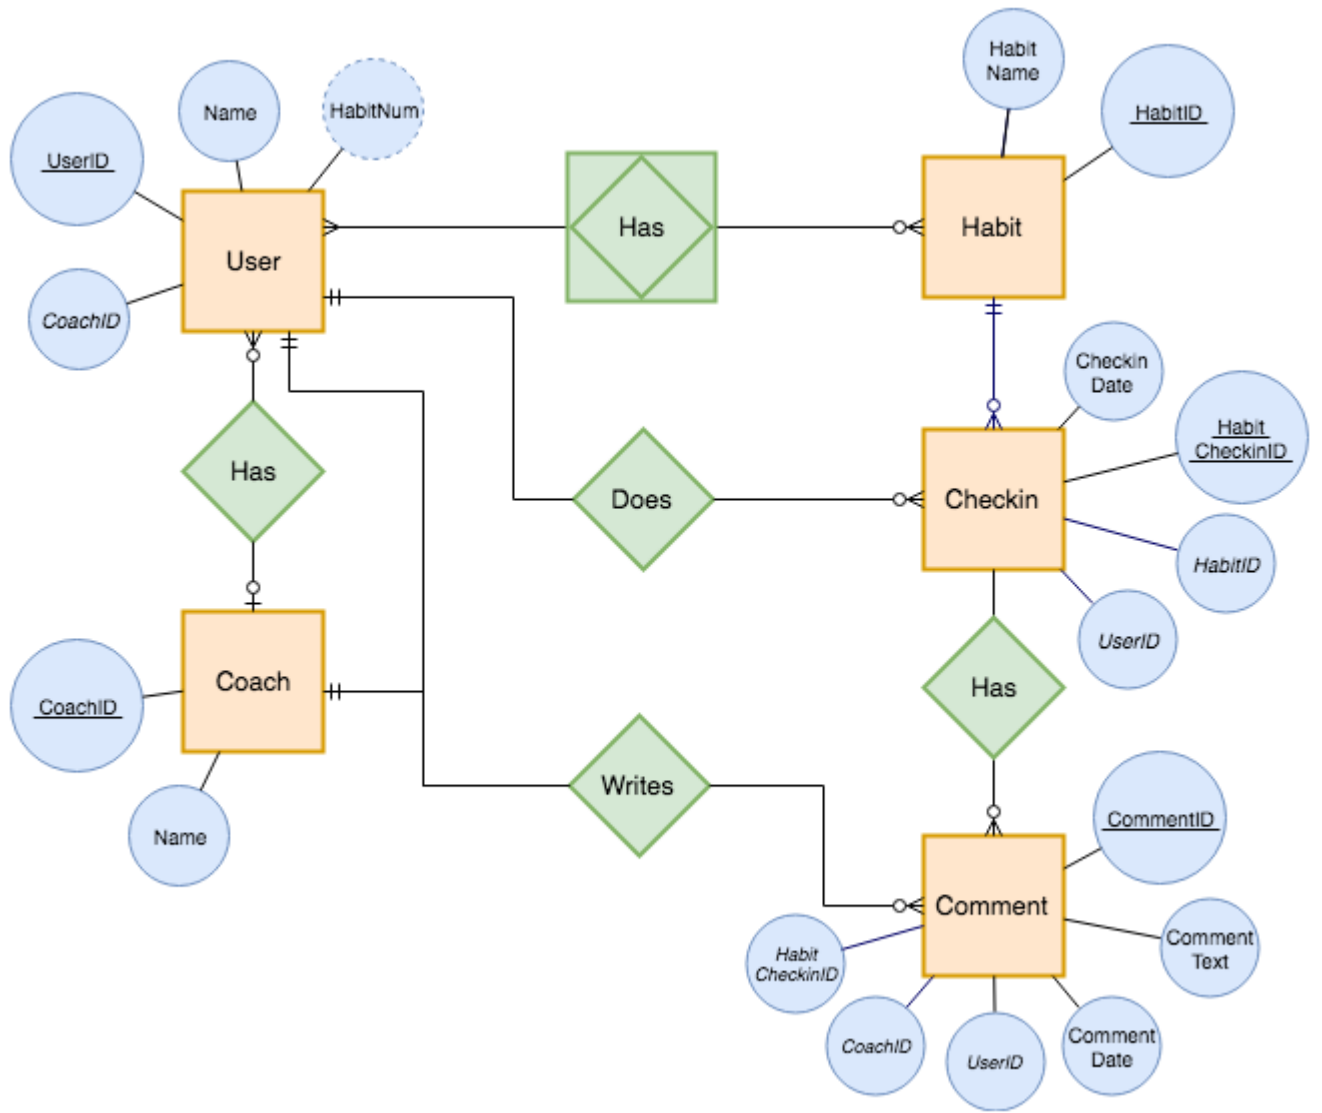 Habit
Name
Name
HabitNum
HabitID
UserID
Has
Habit
User
CoachID
Checkin
Date
Habit
CheckinID
Has
Does
Checkin
HabitID
UserID
Coach
Has
CoachID
Writes
Name
CommentID
Comment
Comment
Text
Habit
CheckinID
CoachID
UserID
Comment
Date